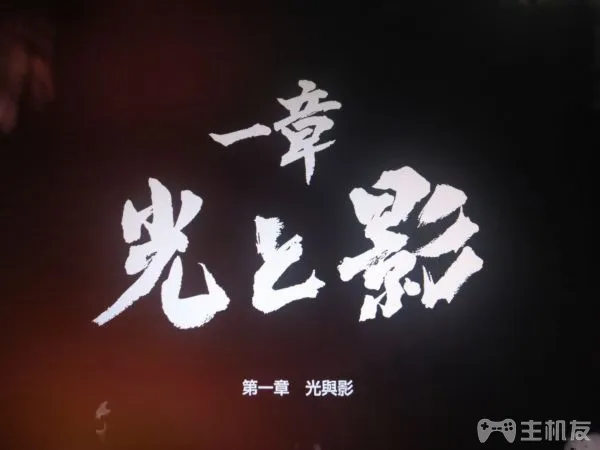 一章
光と影
第一章　光與影
主机友